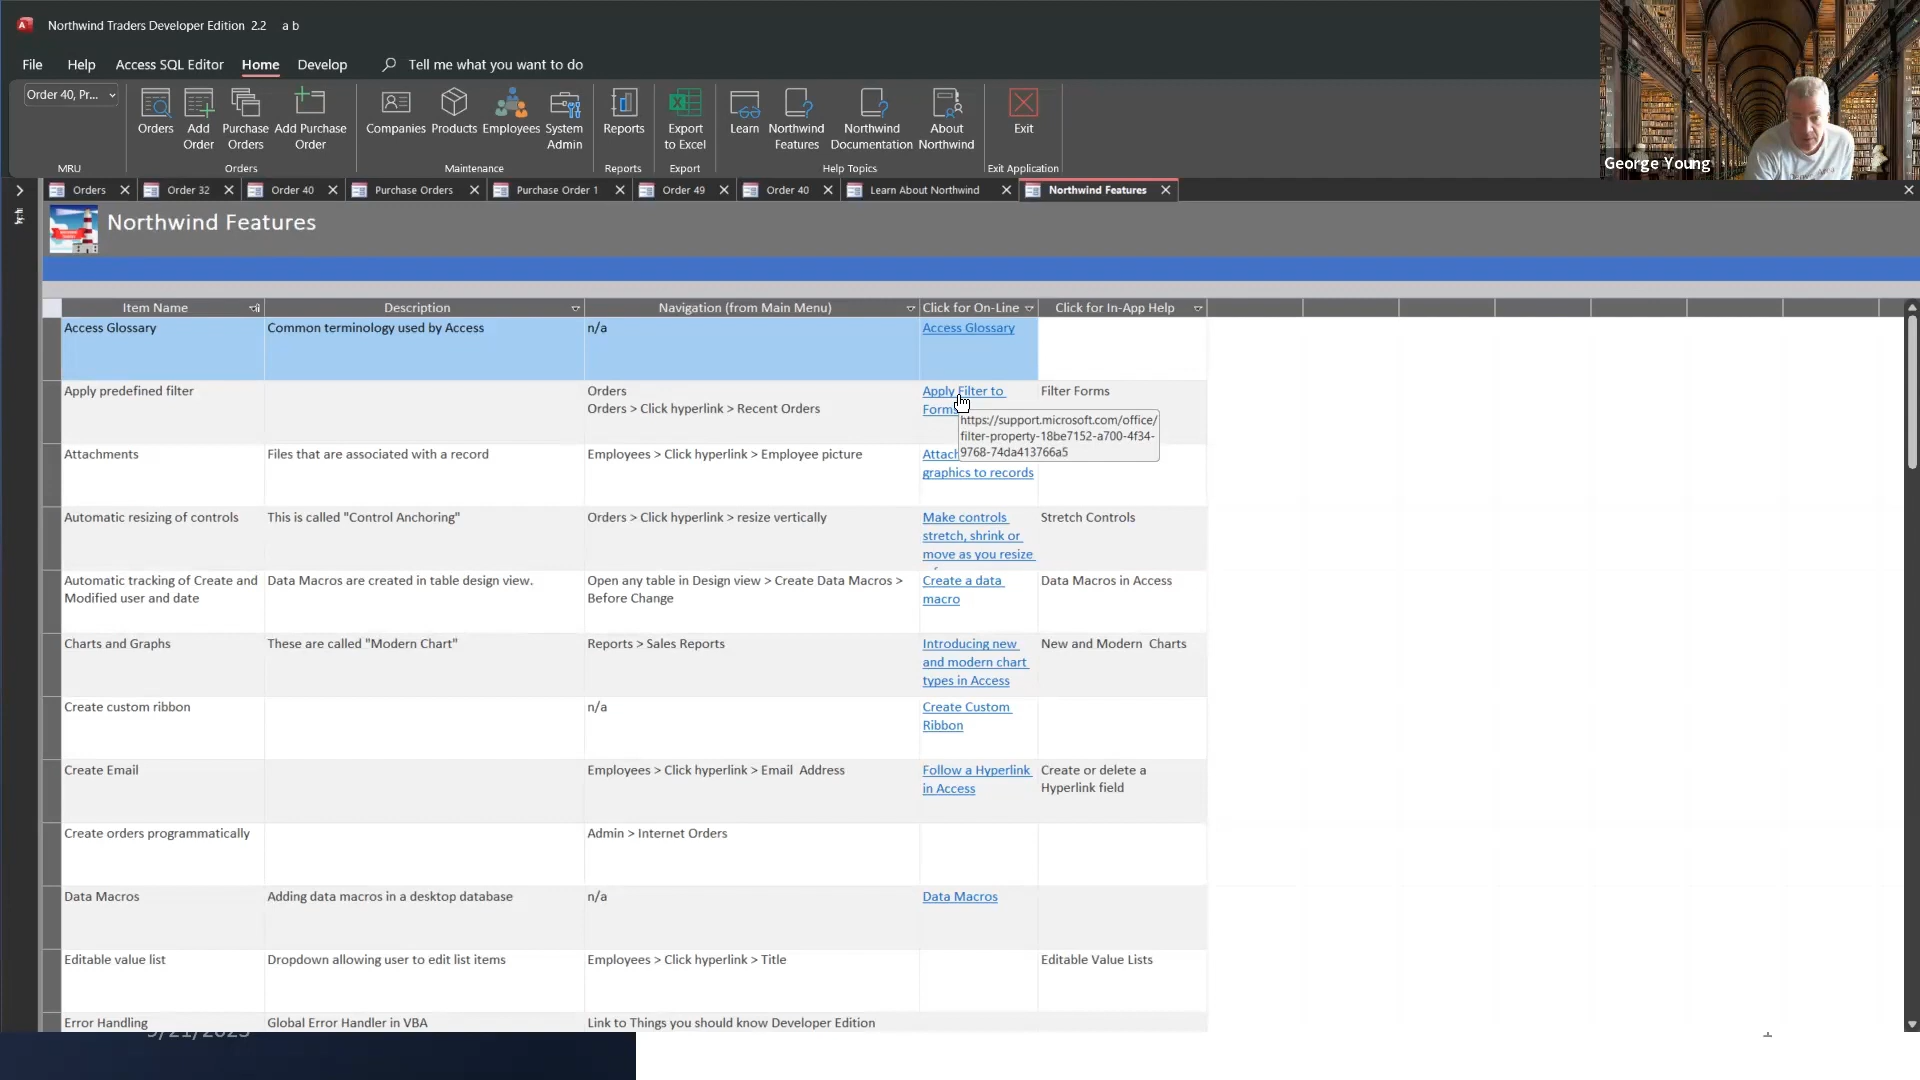 Northwind Traders Developer Edition 2.2 a b
File Help Access SQL Editor Home Develop Tell me what you want to do
Order 40, Pr...
MRU
Orders
Add
Order
Purchase
Orders
Add Purchase
Order
Orders
Companies
Products
Employees
System
Admin
Maintenance
Reports
Reports
Export
to Excel
Export
Learn
Northwind
Features
Northwind
Documentation
About
Northwind
Help Topics
Exit
Exit Application
George Young
Orders Order 32 Order 40 Purchase Orders Purchase Order 1 Order 49 Order 40 Learn About Northwind Northwind Features
Northwind Features
Item Name Description Navigation (from Main Menu) Click for On-Line Click for In-App Help
Access Glossary Common terminology used by Access n/a Access Glossary
Apply predefined filter
Orders
Orders > Click hyperlink > Recent Orders
Apply Filter to
Forms
Filter Forms
https://support.microsoft.com/office/
filter-property-18be7152-a700-4f34-
9768-74da413766a5
Attachments Files that are associated with a record Employees > Click hyperlink > Employee picture
Attach
graphics to records
Automatic resizing of controls This is called "Control Anchoring" Orders > Click hyperlink > resize vertically
Make controls
stretch, shrink or
move as you resize
Stretch Controls
Automatic tracking of Create and
Modified user and date
Data Macros are created in table design view.
Open any table in Design view > Create Data Macros >
Before Change
Create a data
macro
Data Macros in Access
Charts and Graphs These are called "Modern Chart" Reports > Sales Reports
Introducing new
and modern chart
types in Access
New and Modern Charts
Create custom ribbon n/a
Create Custom
Ribbon
Create Email Employees > Click hyperlink > Email Address
Follow a Hyperlink
in Access
Create or delete a
Hyperlink field
Create orders programmatically Admin > Internet Orders
Data Macros Adding data macros in a desktop database n/a Data Macros
Editable value list Dropdown allowing user to edit list items Employees > Click hyperlink > Title Editable Value Lists
Error Handling Global Error Handler in VBA Link to Things you should know Developer Edition